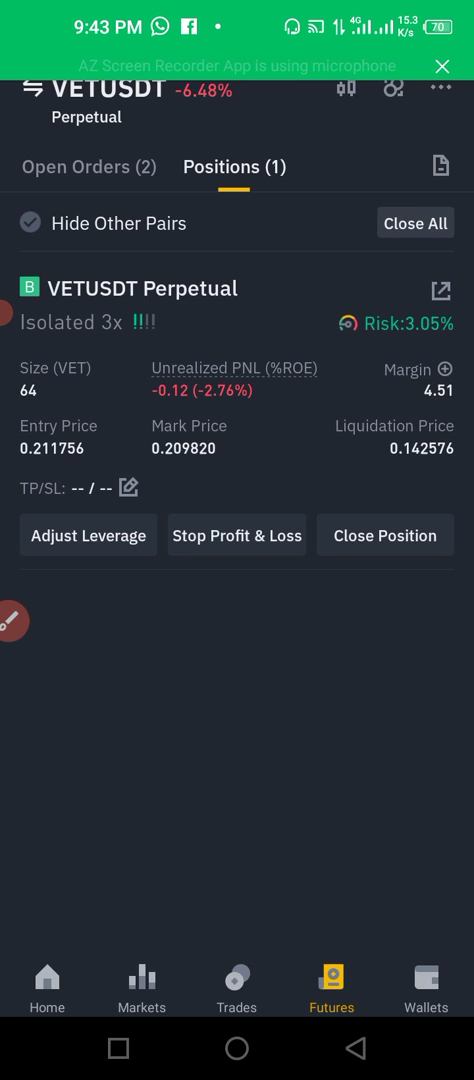 9:43 PM 4G 15.3 K/s 70
AZ Screen Recorder App is using microphone
VETUSDT -6.48%
Perpetual
Open Orders (2) Positions (1)
Hide Other Pairs Close All
B VETUSDT Perpetual
Isolated 3x !!!! Risk:3.05%
Size (VET) Unrealized PNL (%ROE) Margin
64 -0.12 (-2.76%) 4.51
Entry Price Mark Price Liquidation Price
0.211756 0.209820 0.142576
TP/SL: -- / --
Adjust Leverage Stop Profit & Loss Close Position
Home Markets Trades Futures Wallets